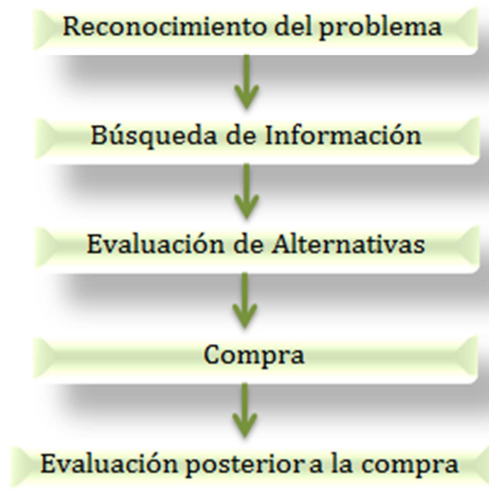 Reconocimiento del problema
Búsqueda de Información
Evaluación de Alternativas
Compra
Evaluación posterior a la compra